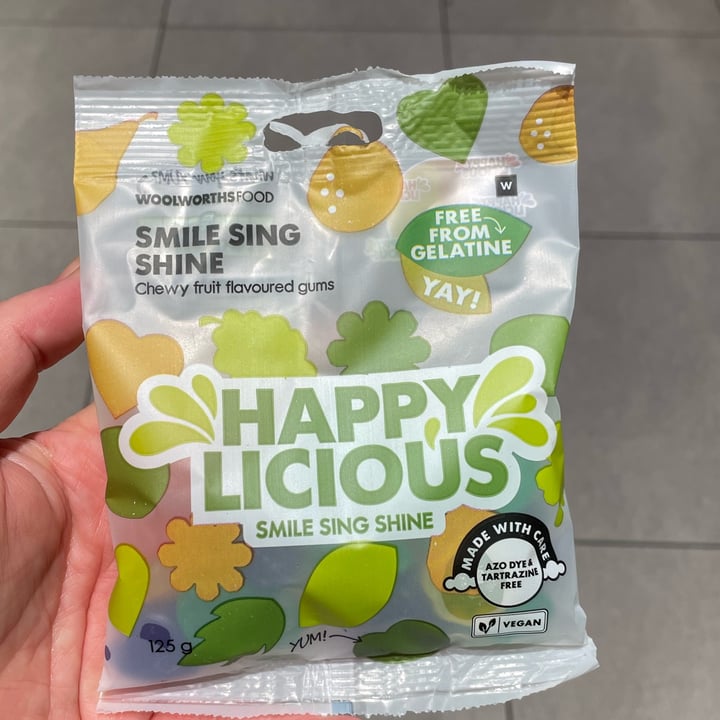 WOOLWORTHSFOOD
SMILE SING
SHINE
Chewy fruit flavoured gums
W
FREE
FROM
GELATINE
YAY!
HAPPY
LICIOUS
SMILE SING SHINE
MADE WITH CARE
AZO DYE &
TARTRAZINE
FREE
VEGAN
125 g
YUM!